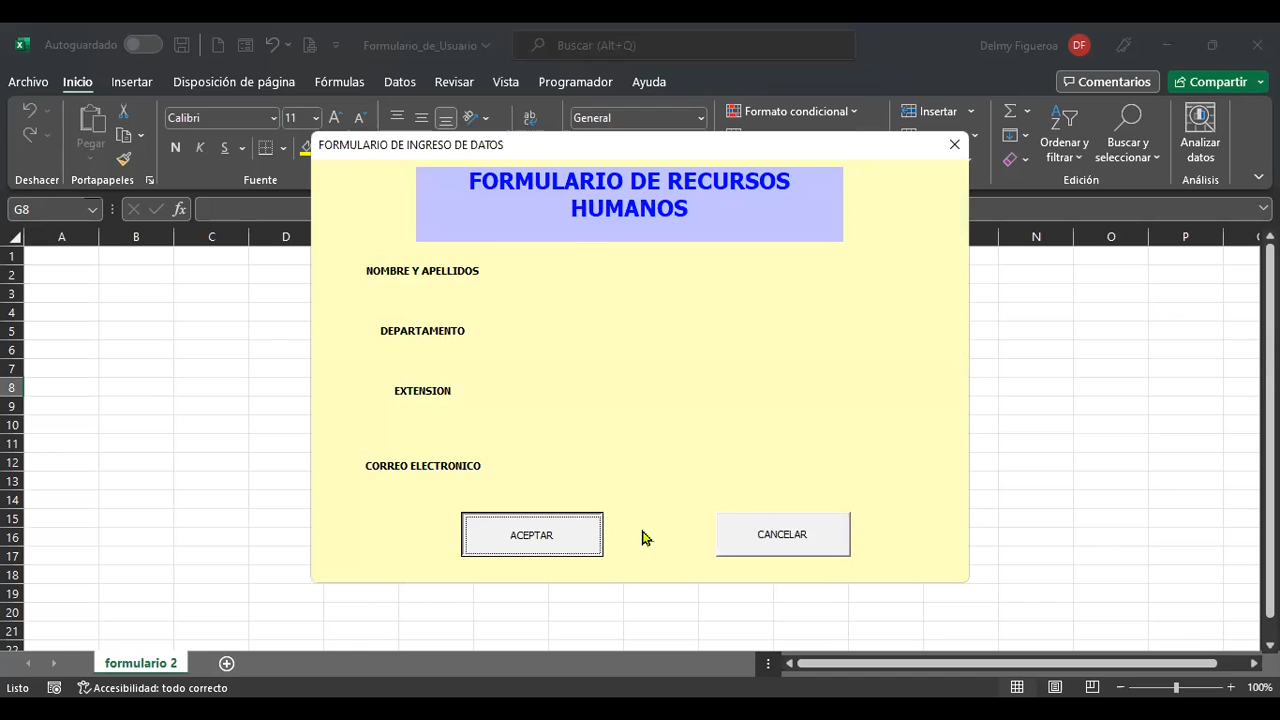 Autoguardado Formulario_de_Usuario Buscar (Alt+Q) Delmy Figueroa DF
Archivo Inicio Insertar Disposición de página Fórmulas Datos Revisar Vista Programador Ayuda Comentarios Compartir
Pegar Calibri 11 A A ab General Formato condicional Insertar Ordenar y filtrar Buscar y seleccionar Analizar datos
N K S
Deshacer Portapapeles Fuente Edición Análisis
G8 fx
FORMULARIO DE INGRESO DE DATOS
FORMULARIO DE RECURSOS
HUMANOS
NOMBRE Y APELLIDOS
DEPARTAMENTO
EXTENSION
CORREO ELECTRONICO
ACEPTAR CANCELAR
A B C D N O P
1
2
3
4
5
6
7
8
9
10
11
12
13
14
15
16
17
18
19
20
21
formulario 2
Listo Accesibilidad: todo correcto 100%